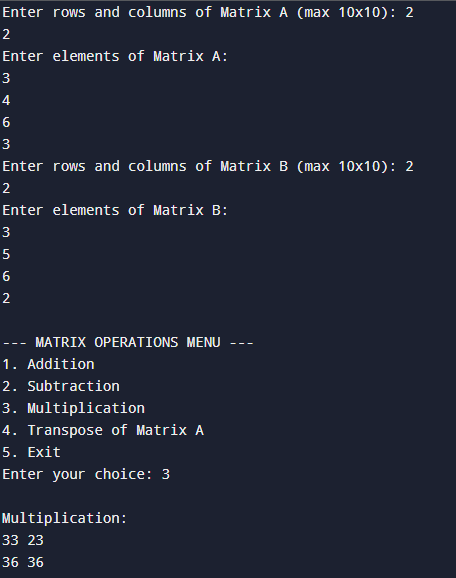 Enter rows and columns of Matrix A (max 10x10): 2
2
Enter elements of Matrix A:
3
4
6
3
Enter rows and columns of Matrix B (max 10x10): 2
2
Enter elements of Matrix B:
3
5
6
2
--- MATRIX OPERATIONS MENU ---
1. Addition
2. Subtraction
3. Multiplication
4. Transpose of Matrix A
5. Exit
Enter your choice: 3
Multiplication:
33 23
36 36